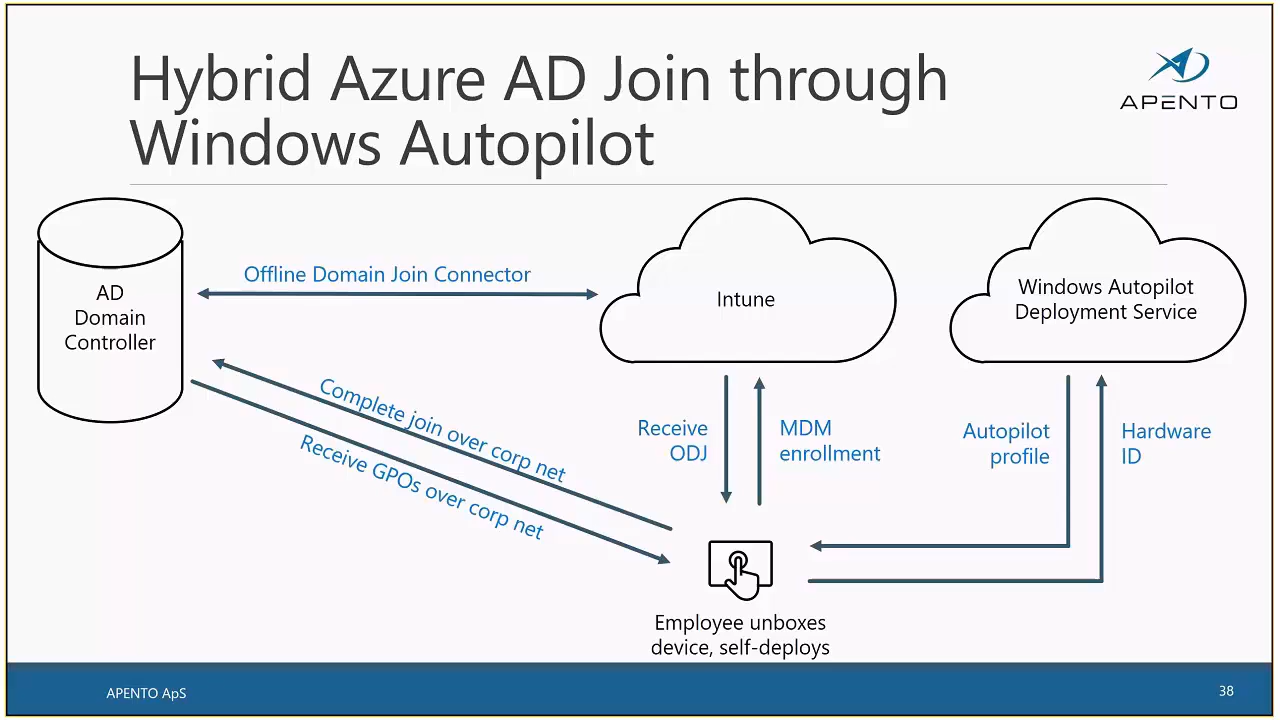 Hybrid Azure AD Join through
Windows Autopilot
APENTO
AD
Domain
Controller
Offline Domain Join Connector
Intune
Windows Autopilot
Deployment Service
Complete join over corp net
Receive GPOs over corp net
Receive
ODJ
MDM
enrollment
Autopilot
profile
Hardware
ID
Employee unboxes
device, self-deploys
APENTO ApS
38